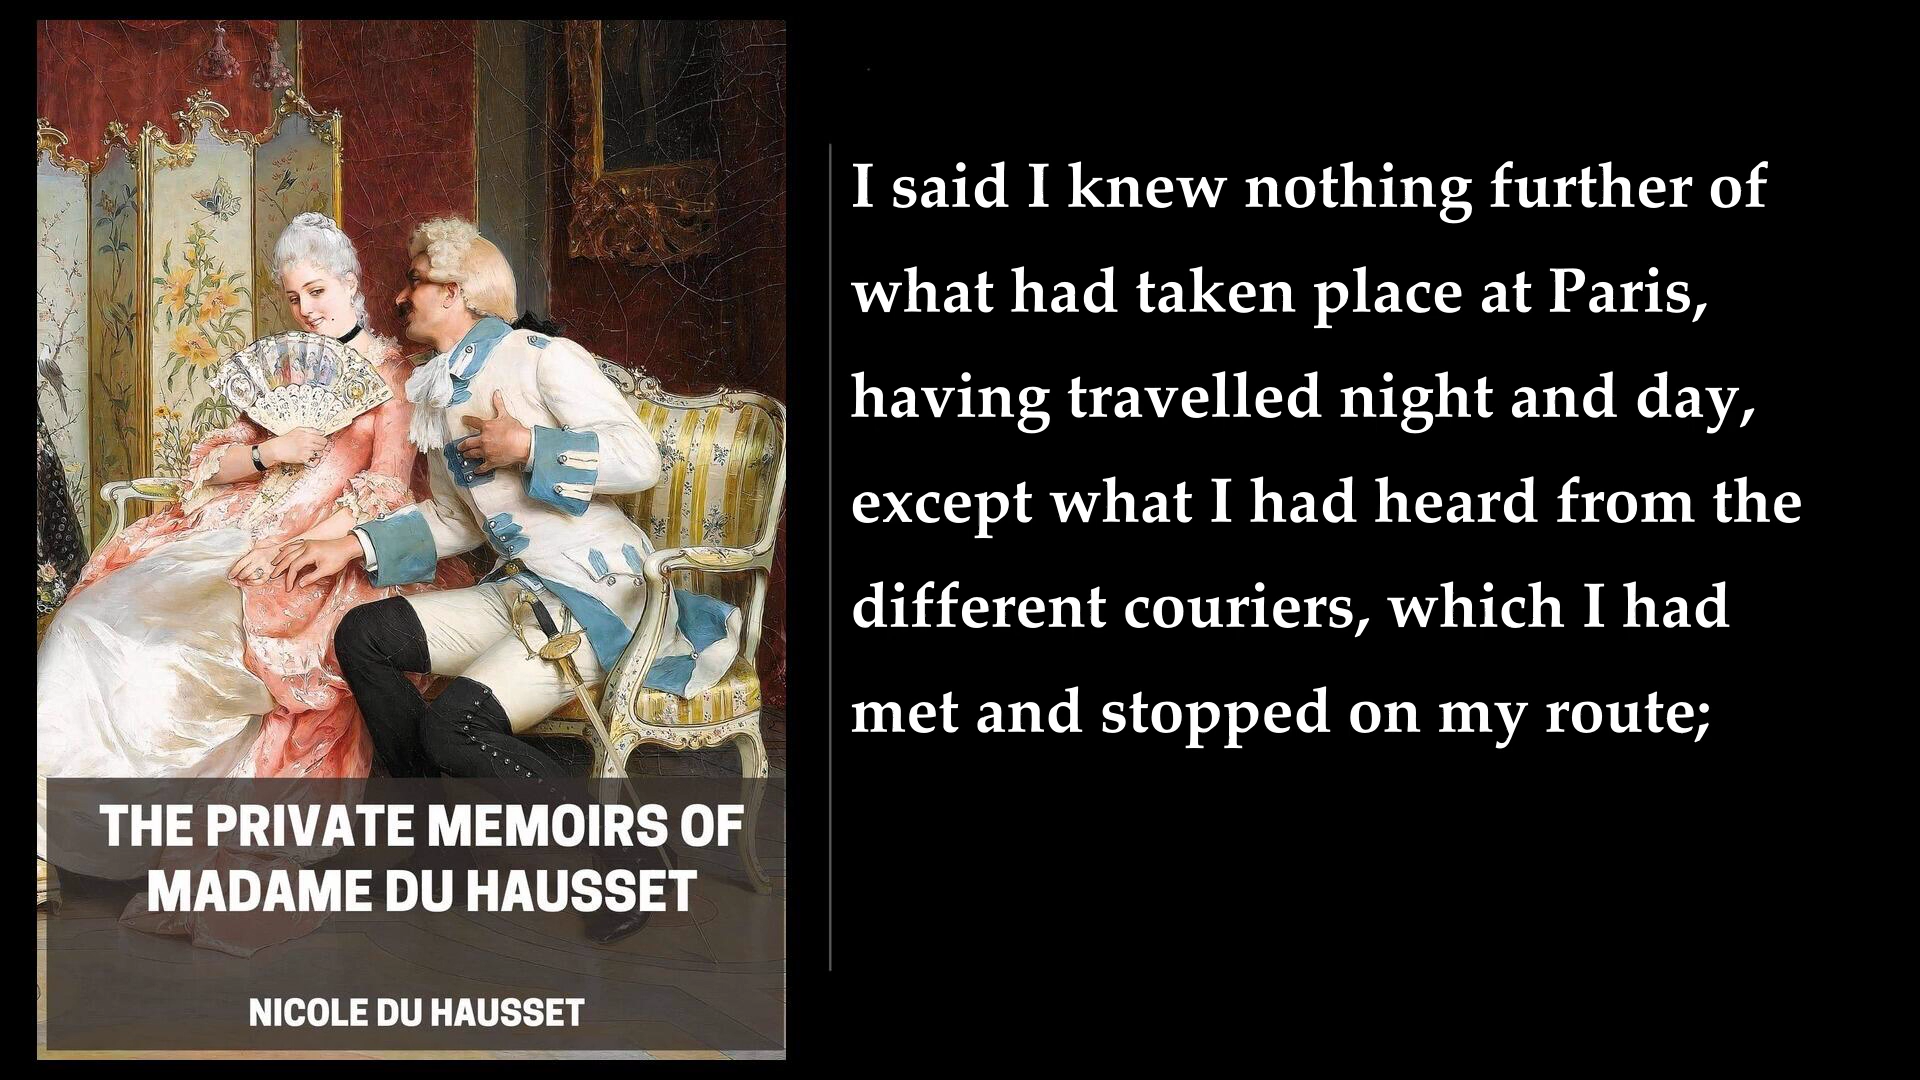 I said I knew nothing further of
what had taken place at Paris,
having travelled night and day,
except what I had heard from the
different couriers, which I had
met and stopped on my route;
THE PRIVATE MEMOIRS OF
MADAME DU HAUSSET
NICOLE DU HAUSSET